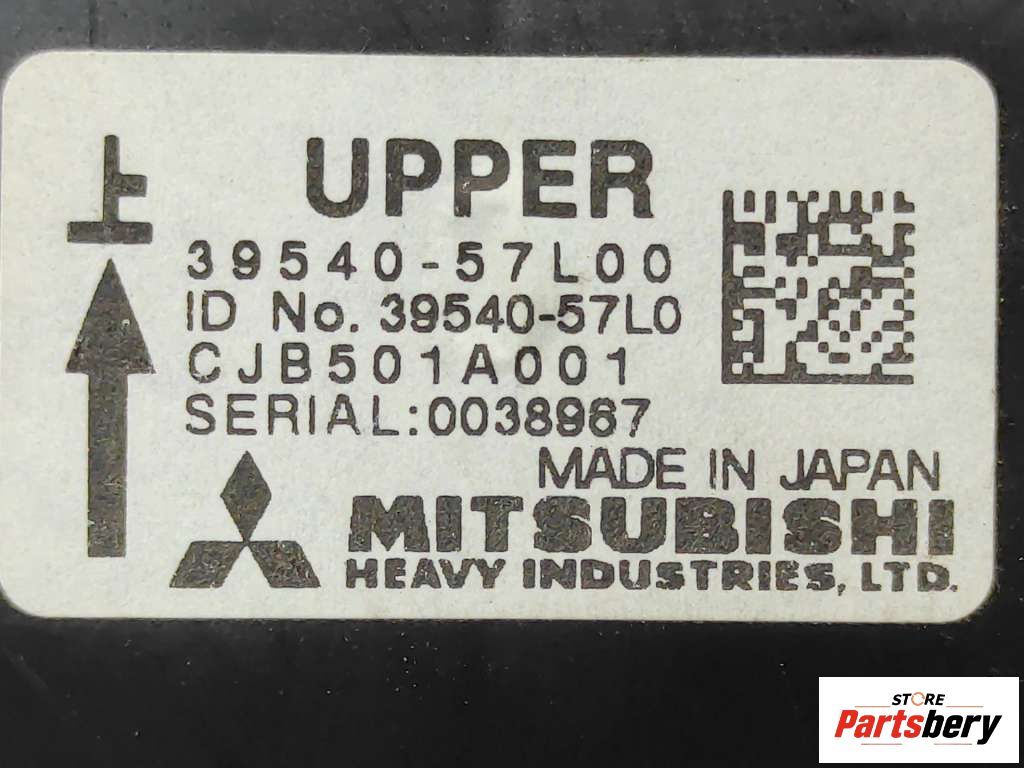 上
UPPER
39540-57L00
ID No. 39540-57L0
CJB501A001
SERIAL:0038967
MADE IN JAPAN
MITSUBISHI
HEAVY INDUSTRIES, LTD.
STORE
Partsbery